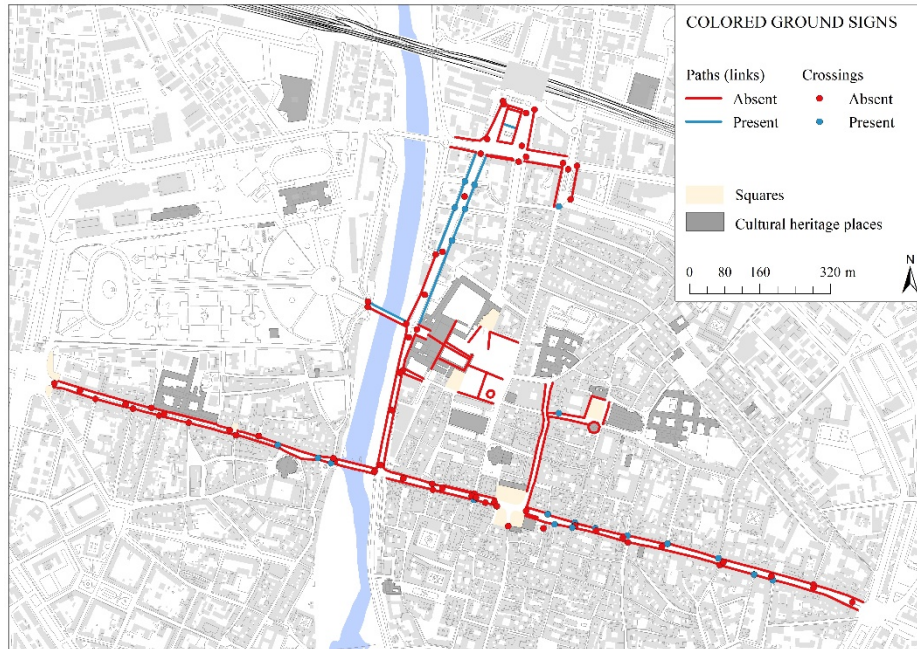 COLORED GROUND SIGNS
Paths (links) Crossings
Absent Absent
Present Present
Squares
Cultural heritage places
0 80 160 320 m
N